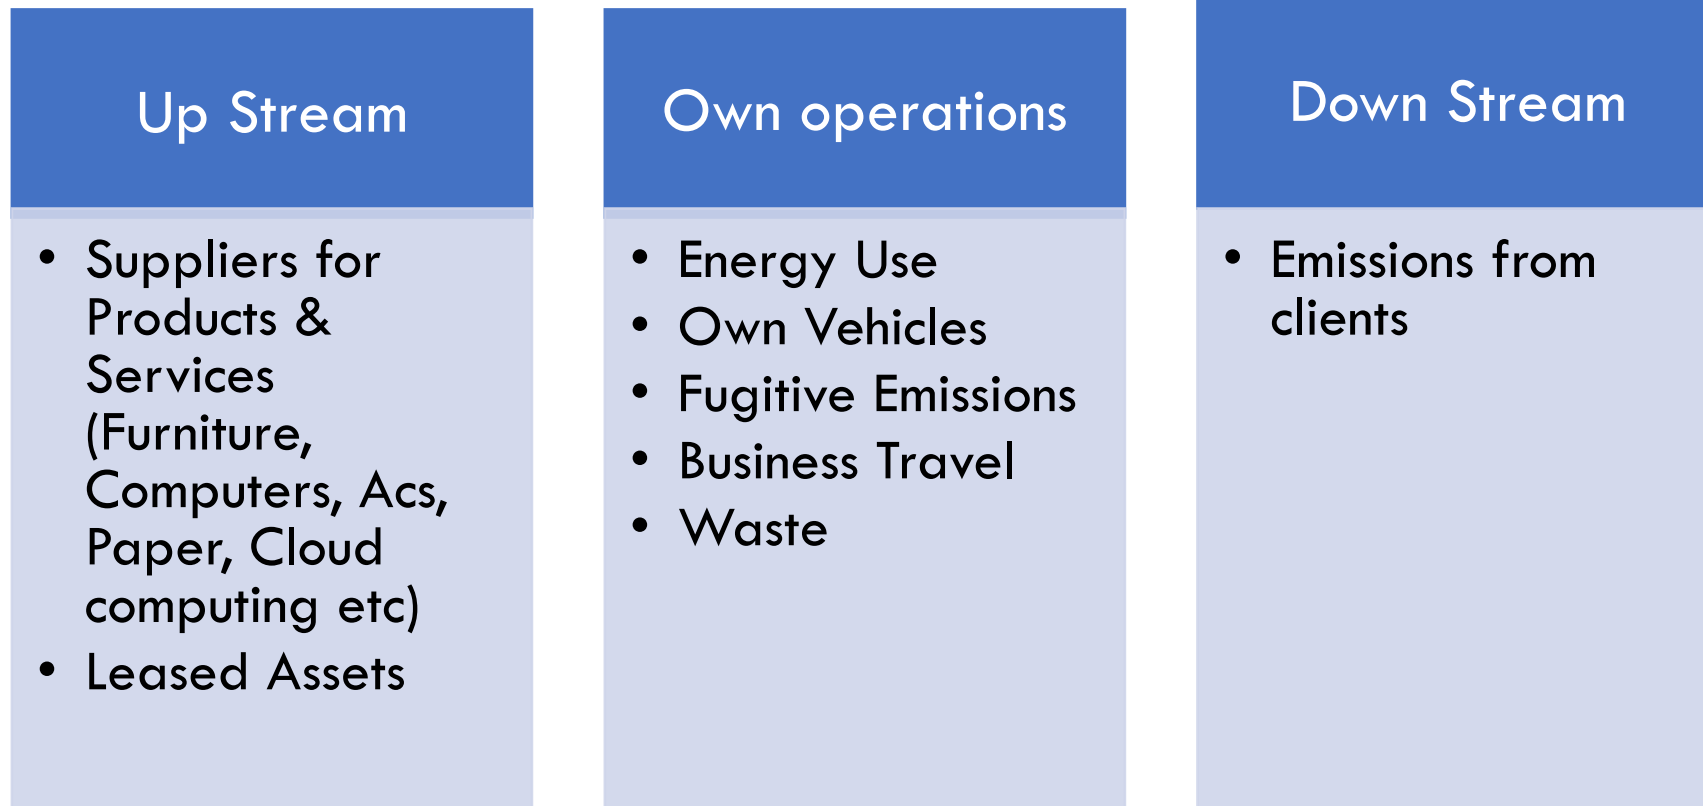 Up Stream
• Suppliers for
Products &
Services
(Furniture,
Computers, Acs,
Paper, Cloud
computing etc)
• Leased Assets
Own operations
• Energy Use
• Own Vehicles
• Fugitive Emissions
• Business Travel
• Waste
Down Stream
• Emissions from
clients